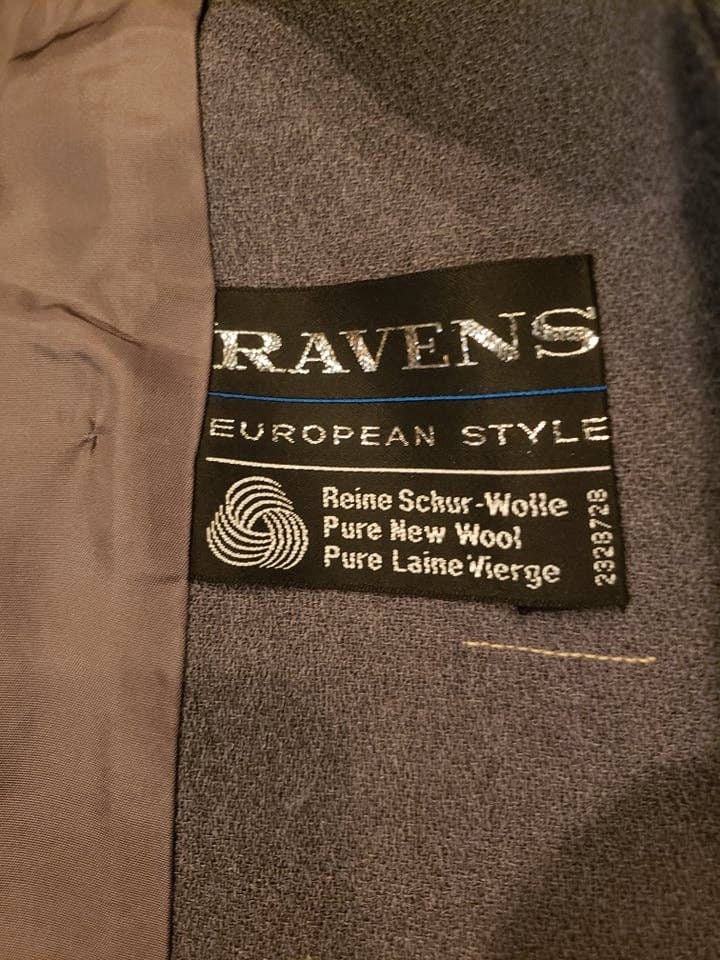 RAVENS
EUROPEAN STYLE
Reine Schur-Wolle
Pure New Wool
Pure Laine Vierge
2328728